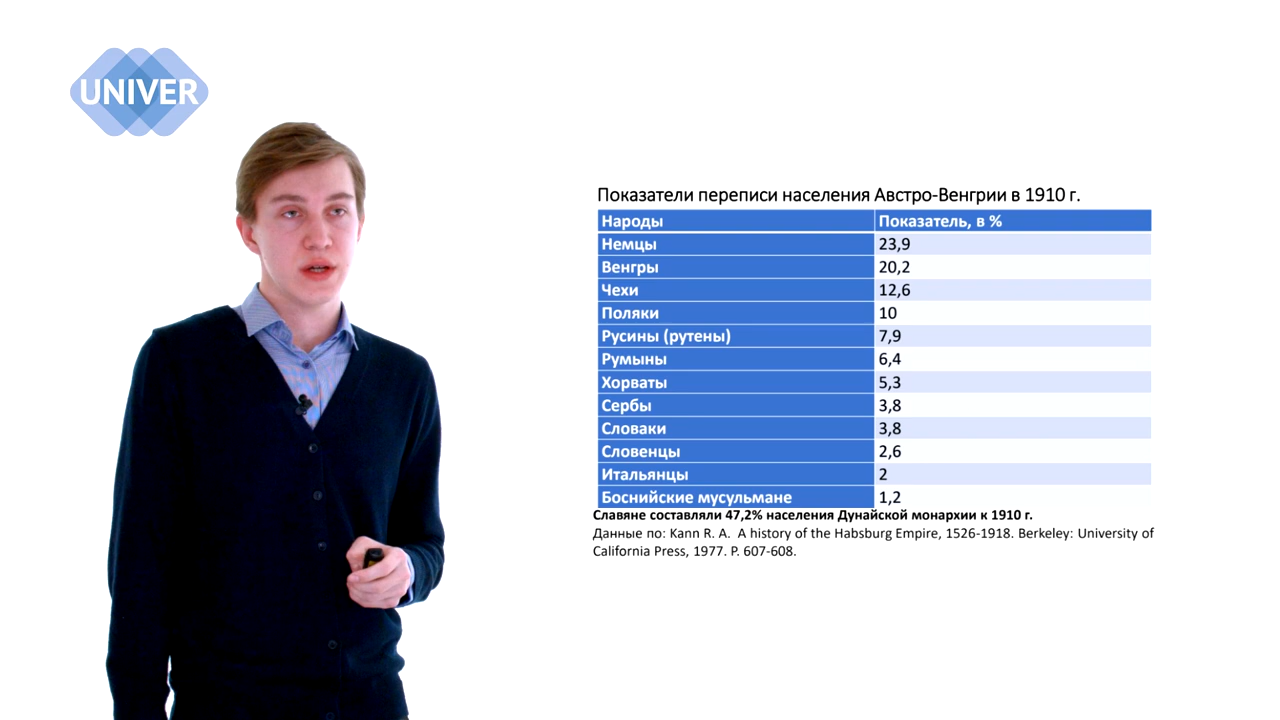 UNIVER
Показатели переписи населения Австро-Венгрии в 1910 г.
Народы Показатель, в %
Немцы 23,9
Венгры 20,2
Чехи 12,6
Поляки 10
Русины (рутены) 7,9
Румыны 6,4
Хорваты 5,3
Сербы 3,8
Словаки 3,8
Словенцы 2,6
Итальянцы 2
Боснийские мусульмане 1,2
Славяне составляли 47,2% населения Дунайской монархии к 1910 г.
Данные по: Kann R. A. A history of the Habsburg Empire, 1526-1918. Berkeley: University of
California Press, 1977. P. 607-608.